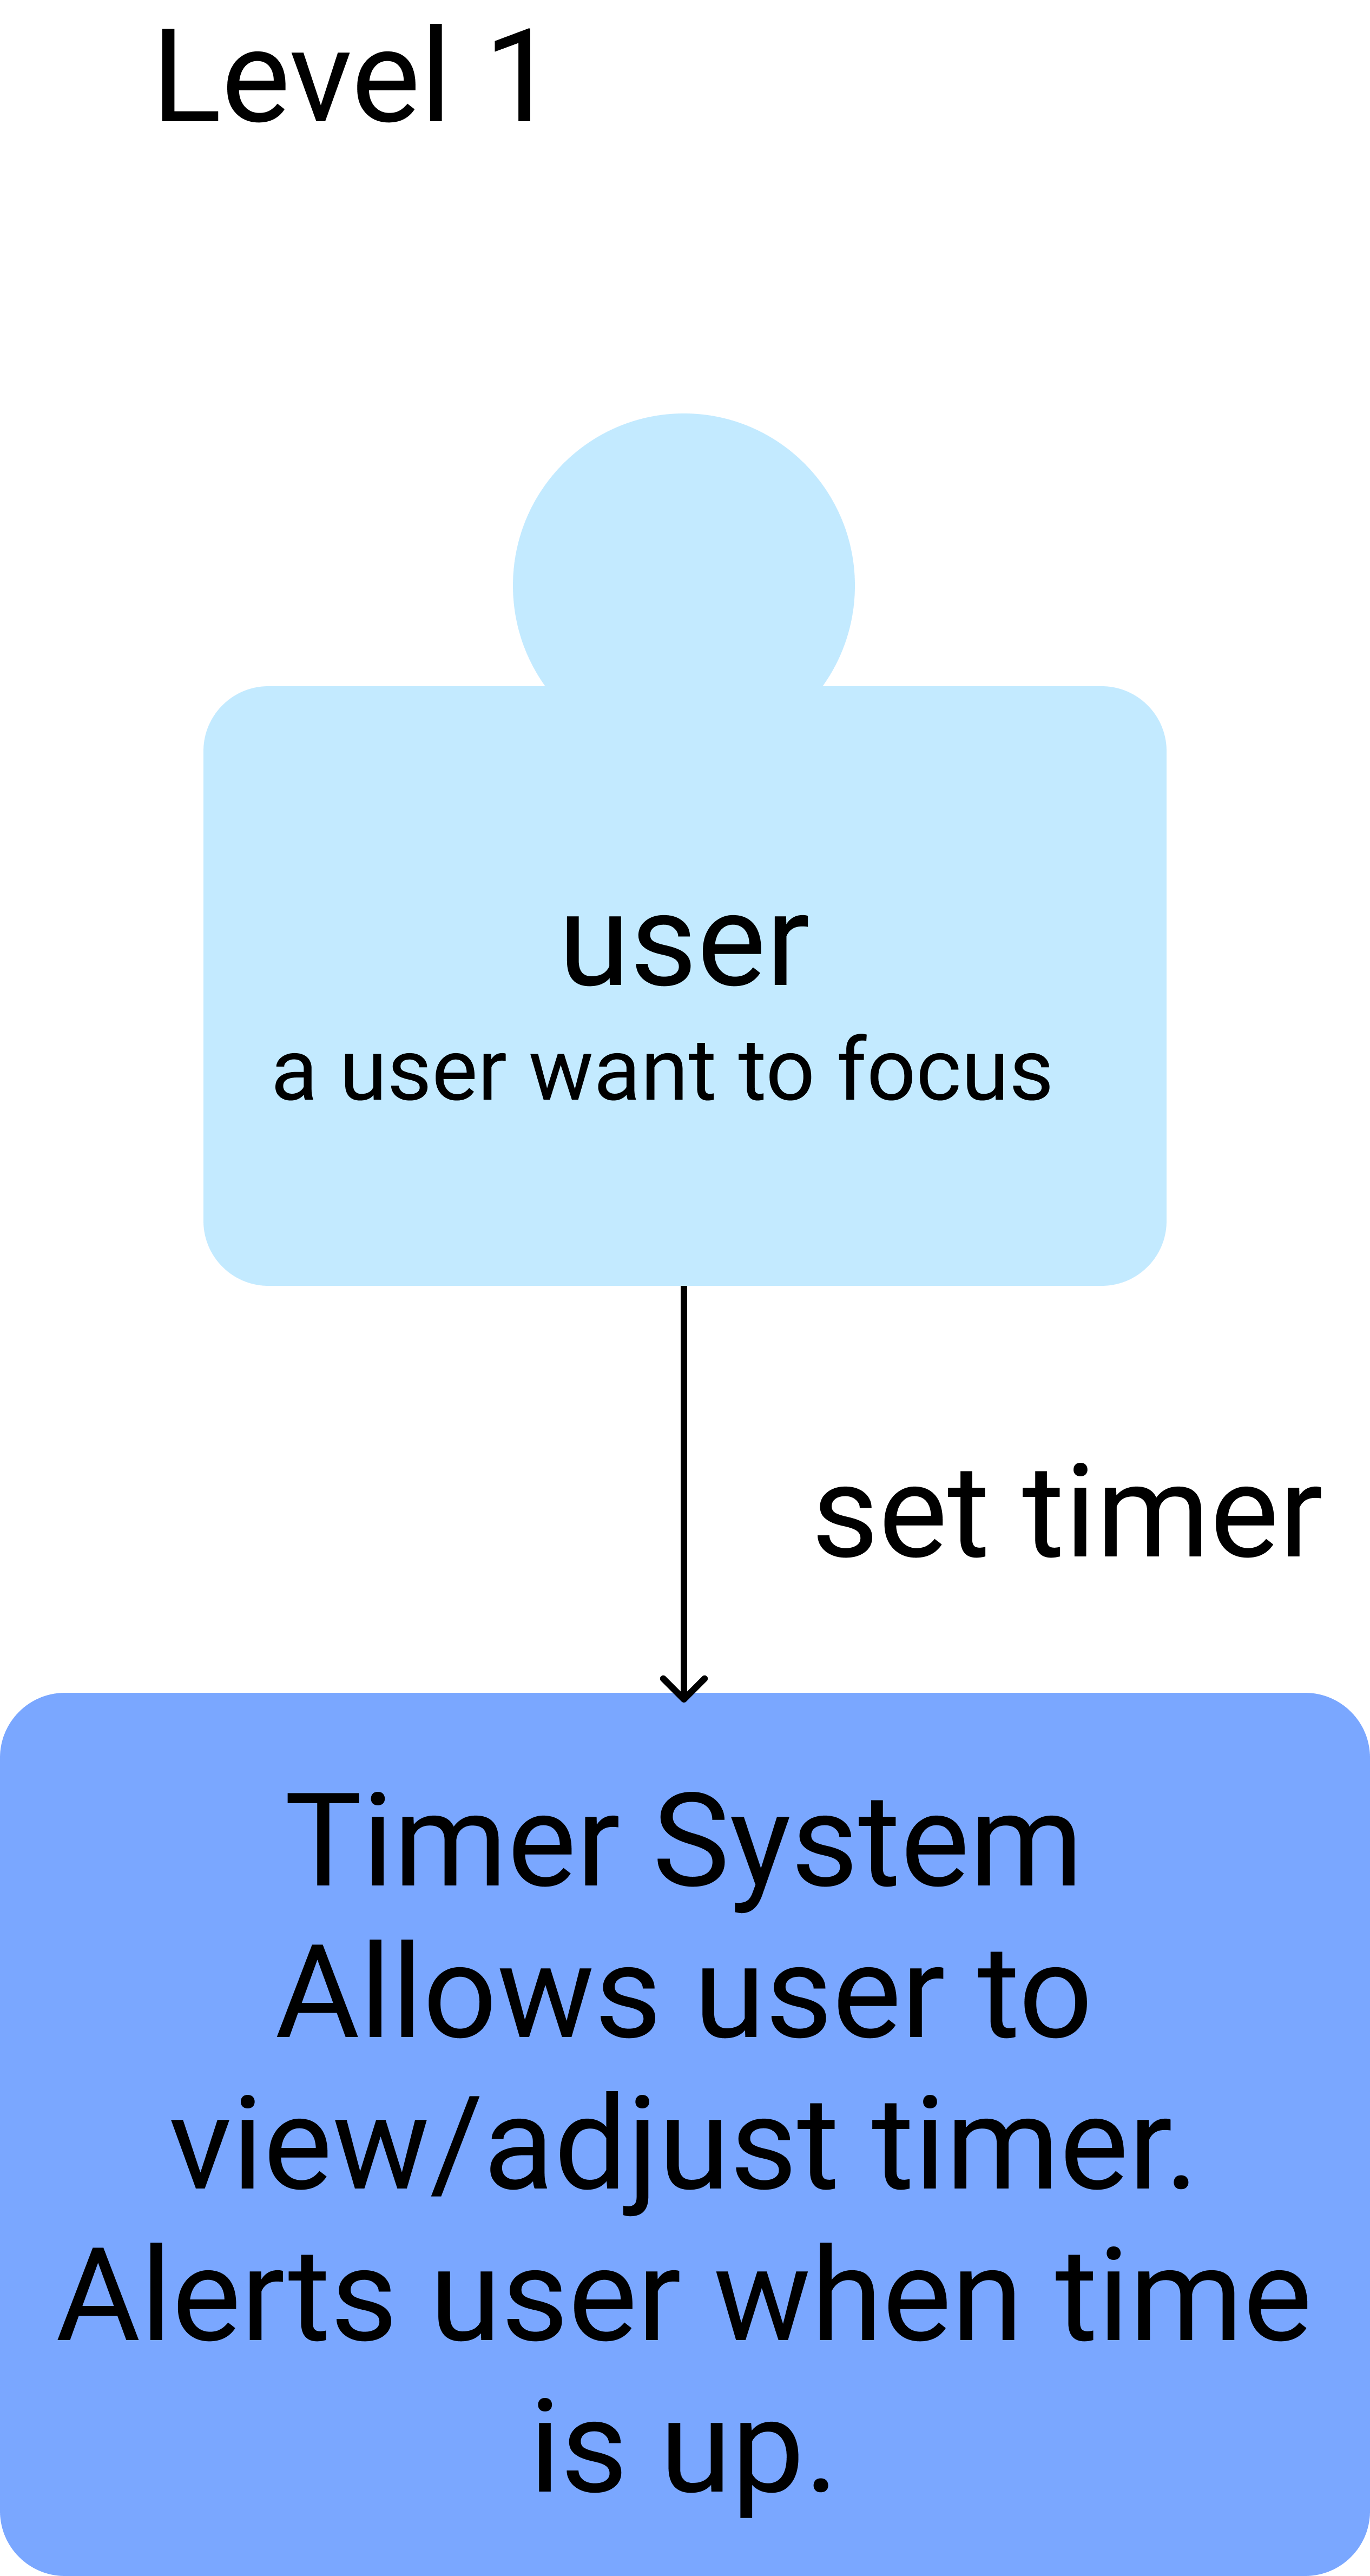 Level 1
user
a user want to focus
set timer
Timer System
Allows user to
view/adjust timer.
Alerts user when time
is up.